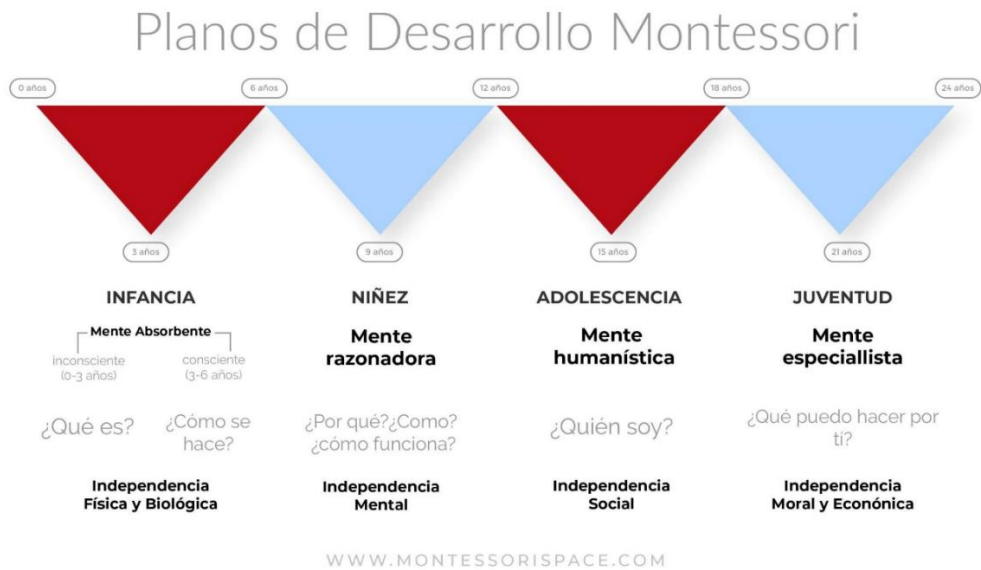 Planos de Desarrollo Montessori
0 años
6 años
12 años
18 años
24 años
3 años
9 años
15 años
21 años
INFANCIA
Mente Absorbente
inconsciente
(0-3 años)
consciente
(3-6 años)
¿Qué es?
¿Cómo se
hace?
Independencia
Física y Biológica
NIÑEZ
Mente
razonadora
¿Por qué?¿Como?
¿cómo funciona?
Independencia
Mental
ADOLESCENCIA
Mente
humanística
¿Quién soy?
Independencia
Social
JUVENTUD
Mente
especiallista
¿Qué puedo hacer por
tí?
Independencia
Moral y Econónica
WWW.MONTESSORISPACE.COM